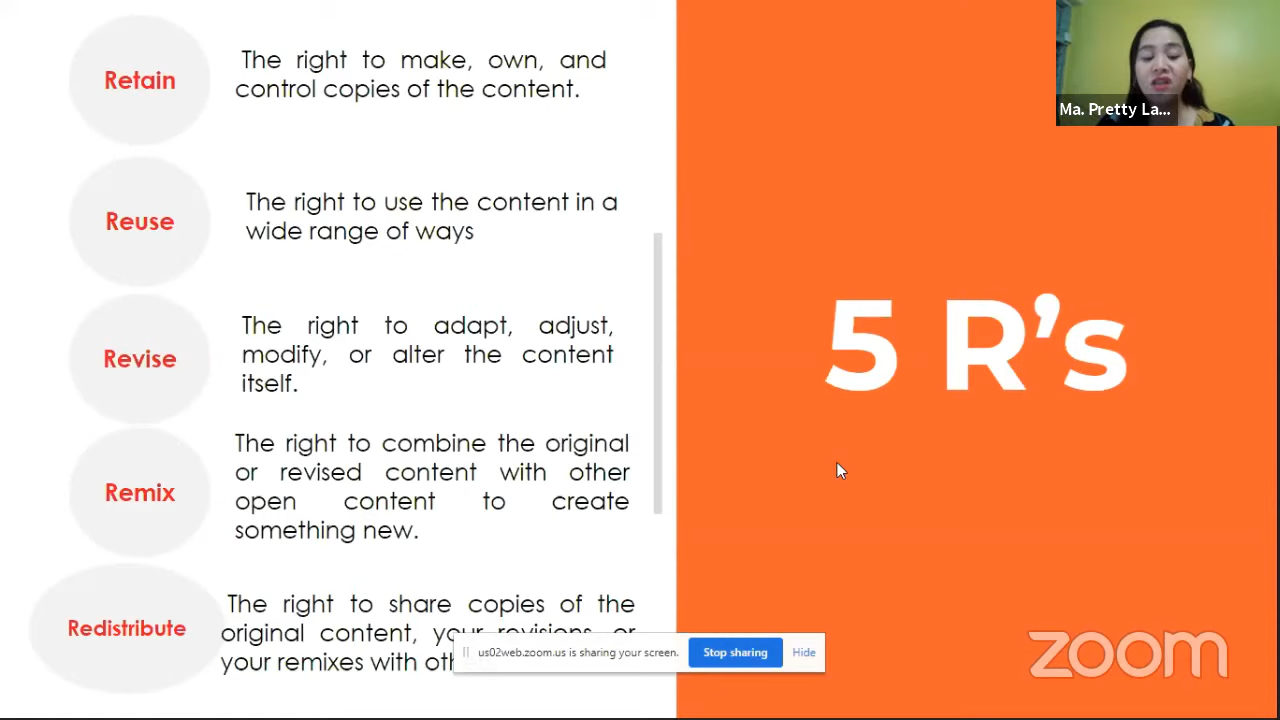 Retain
The right to make, own, and
control copies of the content.
Reuse
The right to use the content in a
wide range of ways
Revise
The right to adapt, adjust,
modify, or alter the content
itself.
Remix
The right to combine the original
or revised content with other
open content to create
something new.
Redistribute
The right to share copies of the
original content, your revisions, or
your remixes with
5 R's
Ma. Pretty La...
us02web.zoom.us is sharing your screen.
Stop sharing
Hide
zoom